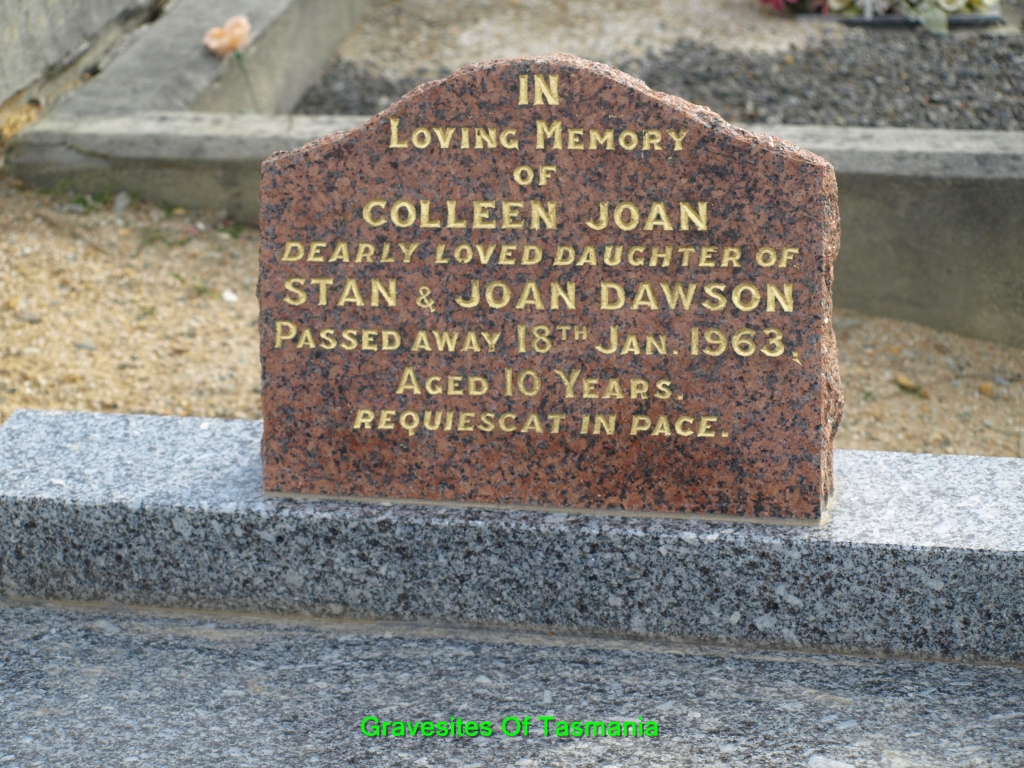 IN
LOVING MEMORY
OF
COLLEEN JOAN
DEARLY LOVED DAUGHTER OF
STAN & JOAN DAWSON
PASSED AWAY 18TH JAN. 1963,
AGED 10 YEARS.
REQUIESCAT IN PACE.
Gravesites Of Tasmania